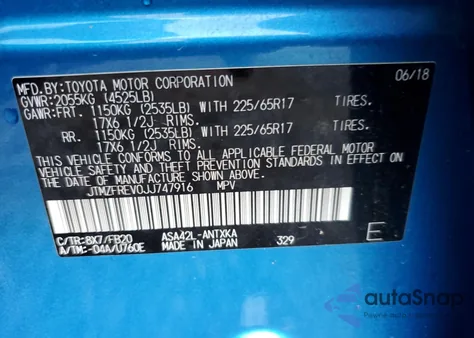 MFD.BY:TOYOTA MOTOR CORPORATION 06/18
GVWR:2055KG (4525LB)
GAWR:FRT. 1150KG (2535LB) WITH 225/65R17 TIRES.
17X6 1/2J RIMS.
RR. 1150KG (2535LB) WITH 225/65R17 TIRES.
17X6 1/2J RIMS.
THIS VEHICLE CONFORMS TO ALL APPLICABLE FEDERAL MOTOR
VEHICLE SAFETY AND BUMPER STANDARDS IN EFFECT ON
THE DATE OF MANUFACTURE SHOWN ABOVE.
JTMZFREV0JJ747916 MPV
C/TR:8X7/FB20 ASA42L-ANTXKA
A/TM:-04A/U760E MADE IN JAPAN 329 E
autoSnap